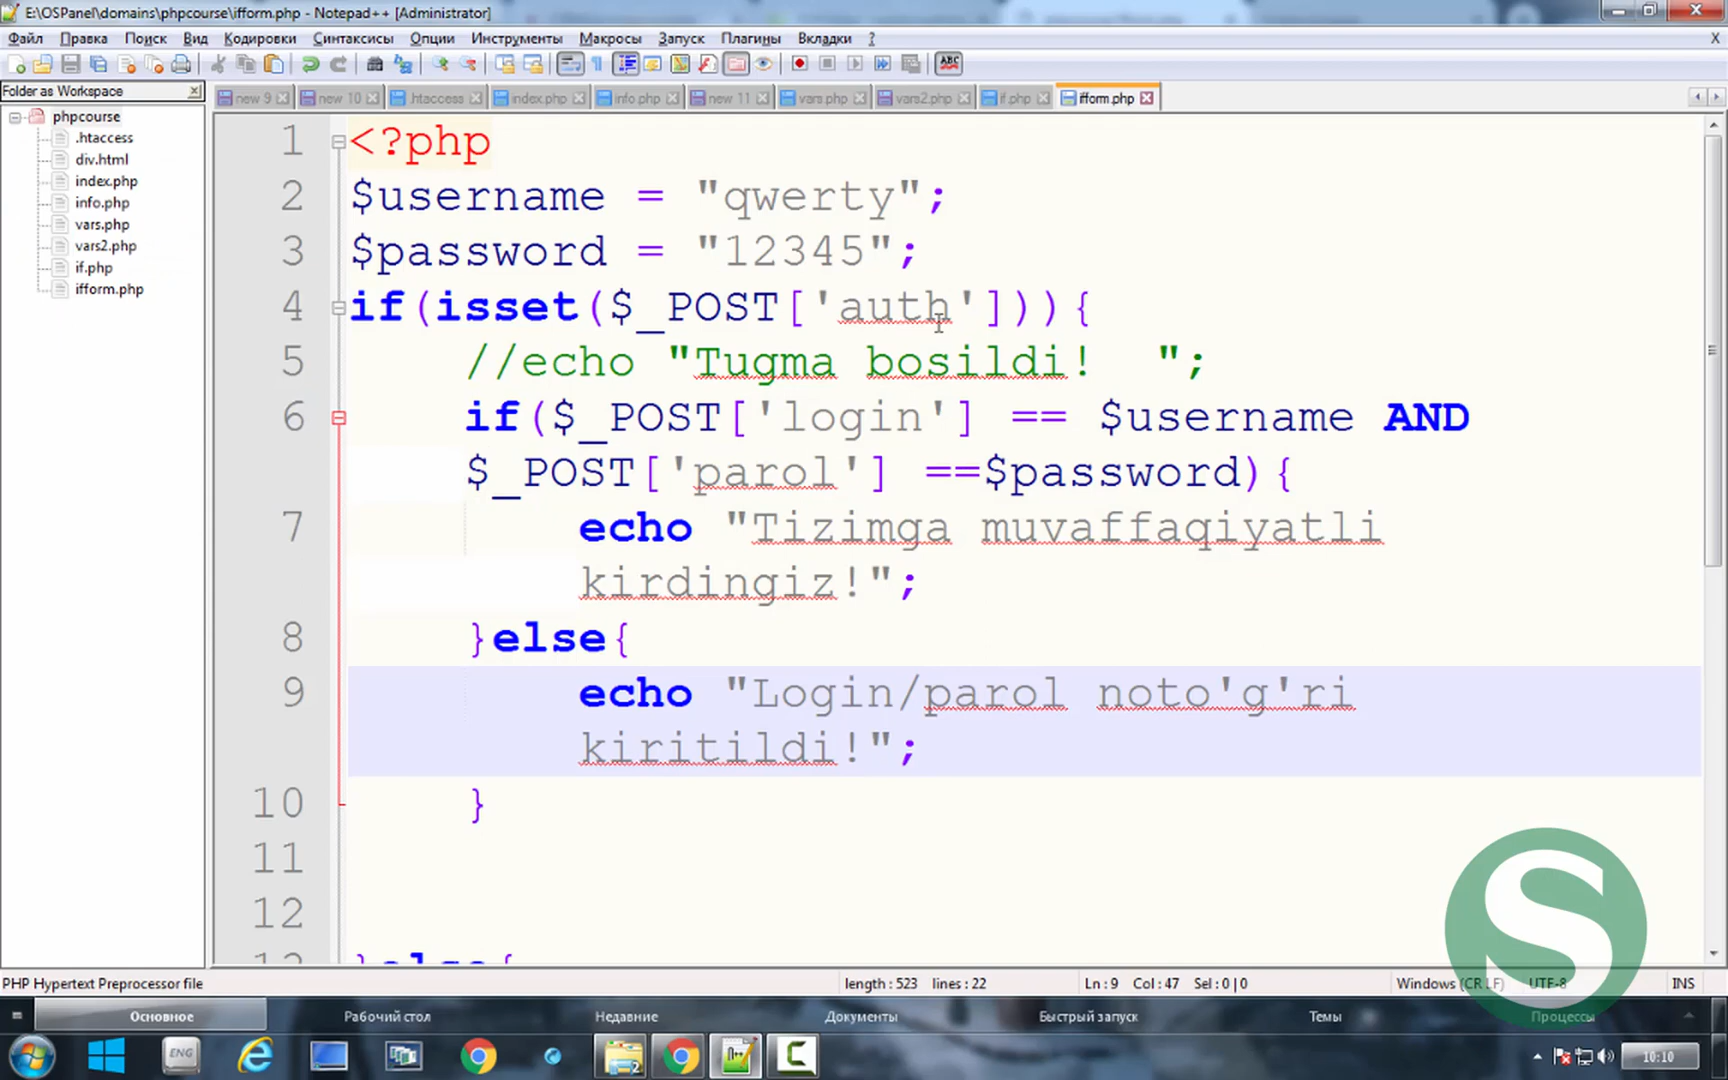 E:\OSPanel\domains\phpcourse\ifform.php - Notepad++ [Administrator]
Файл Правка Поиск Вид Кодировки Синтаксисы Опции Инструменты Макросы Запуск Плагины Вкладки ? X
Folder as Workspace
new 9 new 10 .htaccess index.php info.php new 11 vars.php vars2.php if.php ifform.php
phpcourse
.htaccess
div.html
index.php
info.php
vars.php
vars2.php
if.php
ifform.php
1 <?php
2 $username = "qwerty";
3 $password = "12345";
4 if(isset($_POST['auth'])){
5 //echo "Tugma bosildi!  ";
6 if($_POST['login'] == $username AND
$_POST['parol'] ==$password){
7 echo "Tizimga muvaffaqiyatli
kirdingiz!";
8 }else{
9 echo "Login/parol noto'g'ri
kiritildi!";
10 }
11
12
}else{
S
PHP Hypertext Preprocessor file length : 523 lines : 22 Ln : 9 Col : 47 Sel : 0 | 0 Windows (CR LF) UTF-8 INS
Основное Рабочий стол Недавние Документы Быстрый запуск Темы Процессы
ENG 10:10